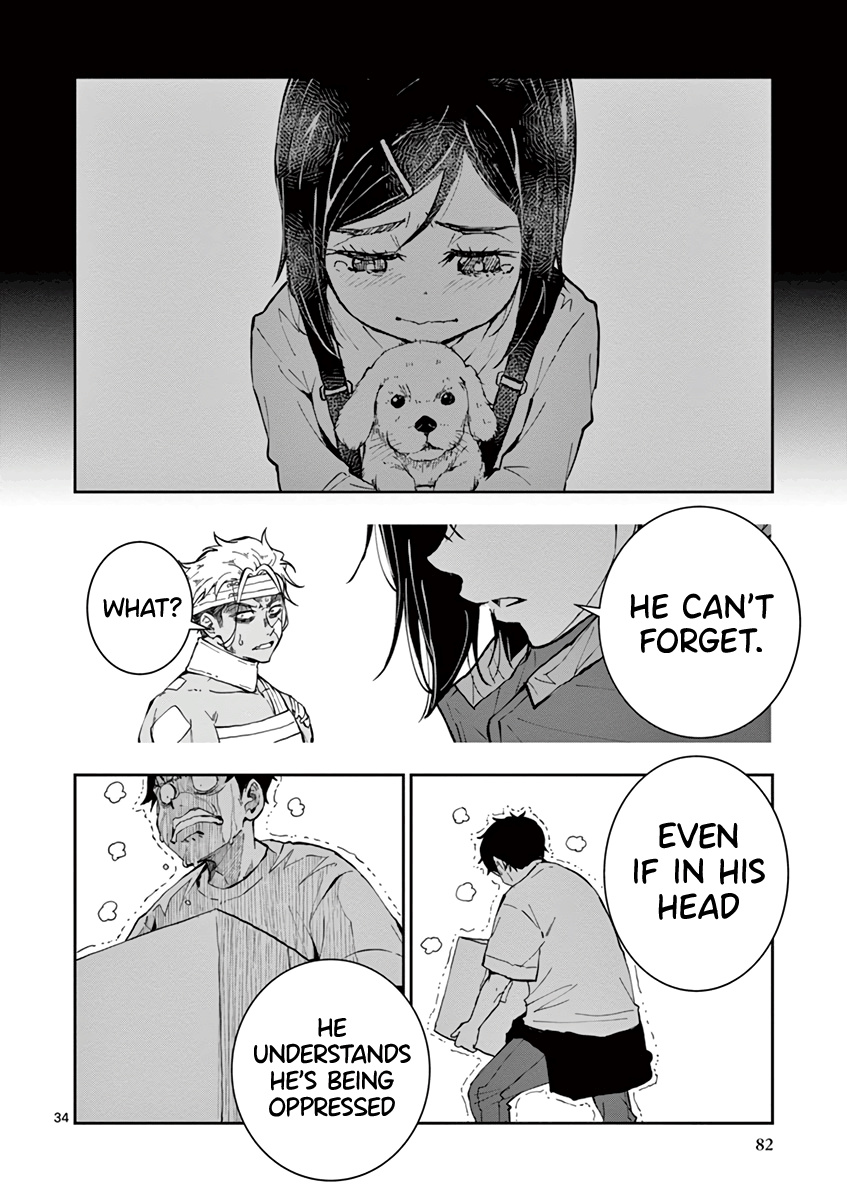 HE CAN'T
FORGET.
WHAT?
EVEN
IF IN HIS
HEAD
HE
UNDERSTANDS
HE'S BEING
OPPRESSED
34
82